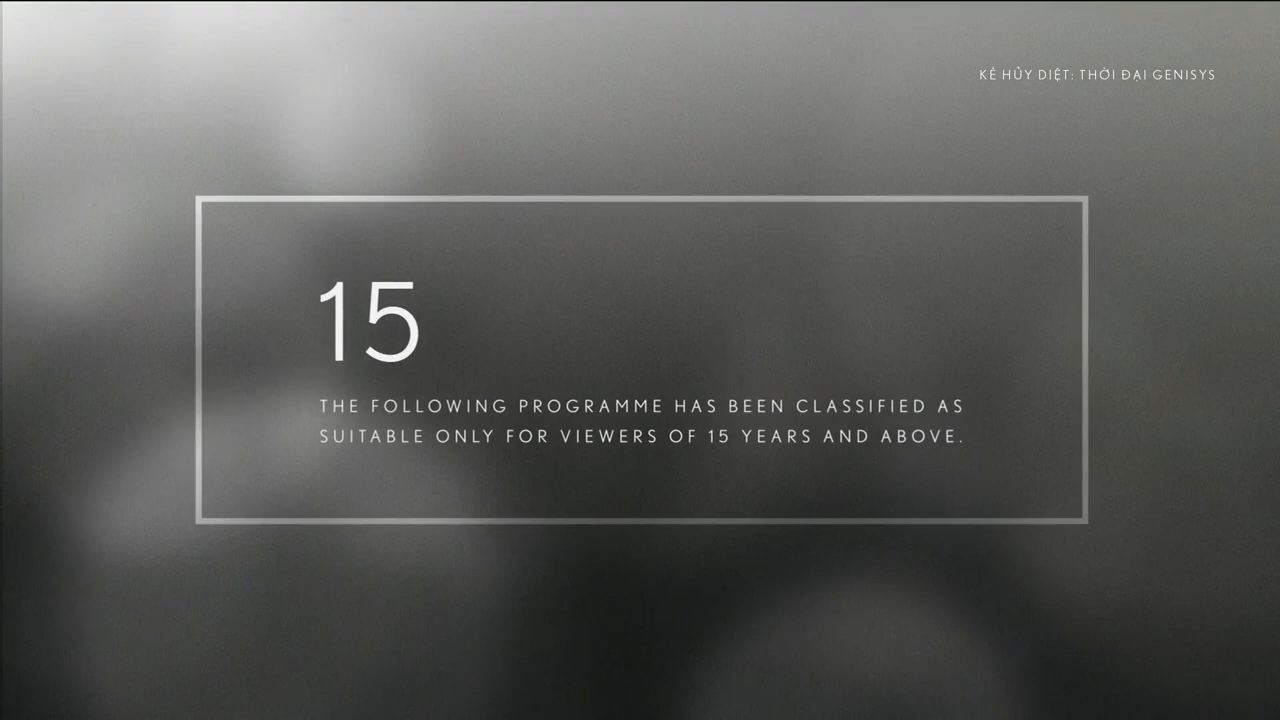 KẺ HỦY DIỆT: THỜI ĐẠI GENISYS
15
THE FOLLOWING PROGRAMME HAS BEEN CLASSIFIED AS
SUITABLE ONLY FOR VIEWERS OF 15 YEARS AND ABOVE.